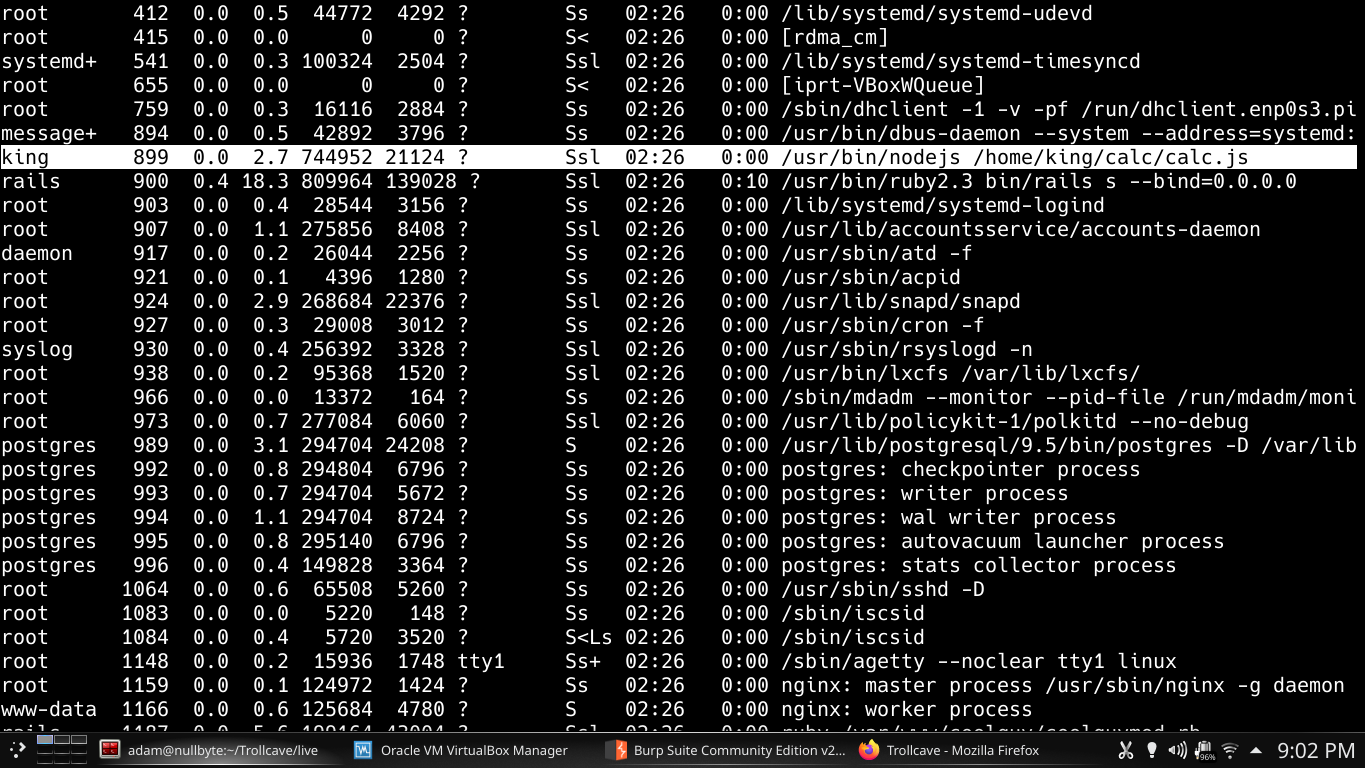 root 412 0.0 0.5 44772 4292 ? Ss 02:26 0:00 /lib/systemd/systemd-udevd
root 415 0.0 0.0 0 0 ? S< 02:26 0:00 [rdma_cm]
systemd+ 541 0.0 0.3 100324 2504 ? Ssl 02:26 0:00 /lib/systemd/systemd-timesyncd
root 655 0.0 0.0 0 0 ? S< 02:26 0:00 [iprt-VBoxWQueue]
root 759 0.0 0.3 16116 2884 ? Ss 02:26 0:00 /sbin/dhclient -1 -v -pf /run/dhclient.enp0s3.pi
message+ 894 0.0 0.5 42892 3796 ? Ss 02:26 0:00 /usr/bin/dbus-daemon --system --address=systemd:
king 899 0.0 2.7 744952 21124 ? Ssl 02:26 0:00 /usr/bin/nodejs /home/king/calc/calc.js
rails 900 0.4 18.3 809964 139028 ? Ssl 02:26 0:10 /usr/bin/ruby2.3 bin/rails s --bind=0.0.0.0
root 903 0.0 0.4 28544 3156 ? Ss 02:26 0:00 /lib/systemd/systemd-logind
root 907 0.0 1.1 275856 8408 ? Ssl 02:26 0:00 /usr/lib/accountsservice/accounts-daemon
daemon 917 0.0 0.2 26044 2256 ? Ss 02:26 0:00 /usr/sbin/atd -f
root 921 0.0 0.1 4396 1280 ? Ss 02:26 0:00 /usr/sbin/acpid
root 924 0.0 2.9 268684 22376 ? Ssl 02:26 0:00 /usr/lib/snapd/snapd
root 927 0.0 0.3 29008 3012 ? Ss 02:26 0:00 /usr/sbin/cron -f
syslog 930 0.0 0.4 256392 3328 ? Ssl 02:26 0:00 /usr/sbin/rsyslogd -n
root 938 0.0 0.2 95368 1520 ? Ssl 02:26 0:00 /usr/bin/lxcfs /var/lib/lxcfs/
root 966 0.0 0.0 13372 164 ? Ss 02:26 0:00 /sbin/mdadm --monitor --pid-file /run/mdadm/moni
root 973 0.0 0.7 277084 6060 ? Ssl 02:26 0:00 /usr/lib/policykit-1/polkitd --no-debug
postgres 989 0.0 3.1 294704 24208 ? S 02:26 0:00 /usr/lib/postgresql/9.5/bin/postgres -D /var/lib
postgres 992 0.0 0.8 294804 6796 ? Ss 02:26 0:00 postgres: checkpointer process
postgres 993 0.0 0.7 294704 5672 ? Ss 02:26 0:00 postgres: writer process
postgres 994 0.0 1.1 294704 8724 ? Ss 02:26 0:00 postgres: wal writer process
postgres 995 0.0 0.8 295140 6796 ? Ss 02:26 0:00 postgres: autovacuum launcher process
postgres 996 0.0 0.4 149828 3364 ? Ss 02:26 0:00 postgres: stats collector process
root 1064 0.0 0.6 65508 5260 ? Ss 02:26 0:00 /usr/sbin/sshd -D
root 1083 0.0 0.0 5220 148 ? Ss 02:26 0:00 /sbin/iscsid
root 1084 0.0 0.4 5720 3520 ? S<Ls 02:26 0:00 /sbin/iscsid
root 1148 0.0 0.2 15936 1748 tty1 Ss+ 02:26 0:00 /sbin/agetty --noclear tty1 linux
root 1159 0.0 0.1 124972 1424 ? Ss 02:26 0:00 nginx: master process /usr/sbin/nginx -g daemon
www-data 1166 0.0 0.6 125684 4780 ? S 02:26 0:00 nginx: worker process
adam@nullbyte:~/Trollcave/live Oracle VM VirtualBox Manager Burp Suite Community Edition v2... Trollcave - Mozilla Firefox 96% 9:02 PM